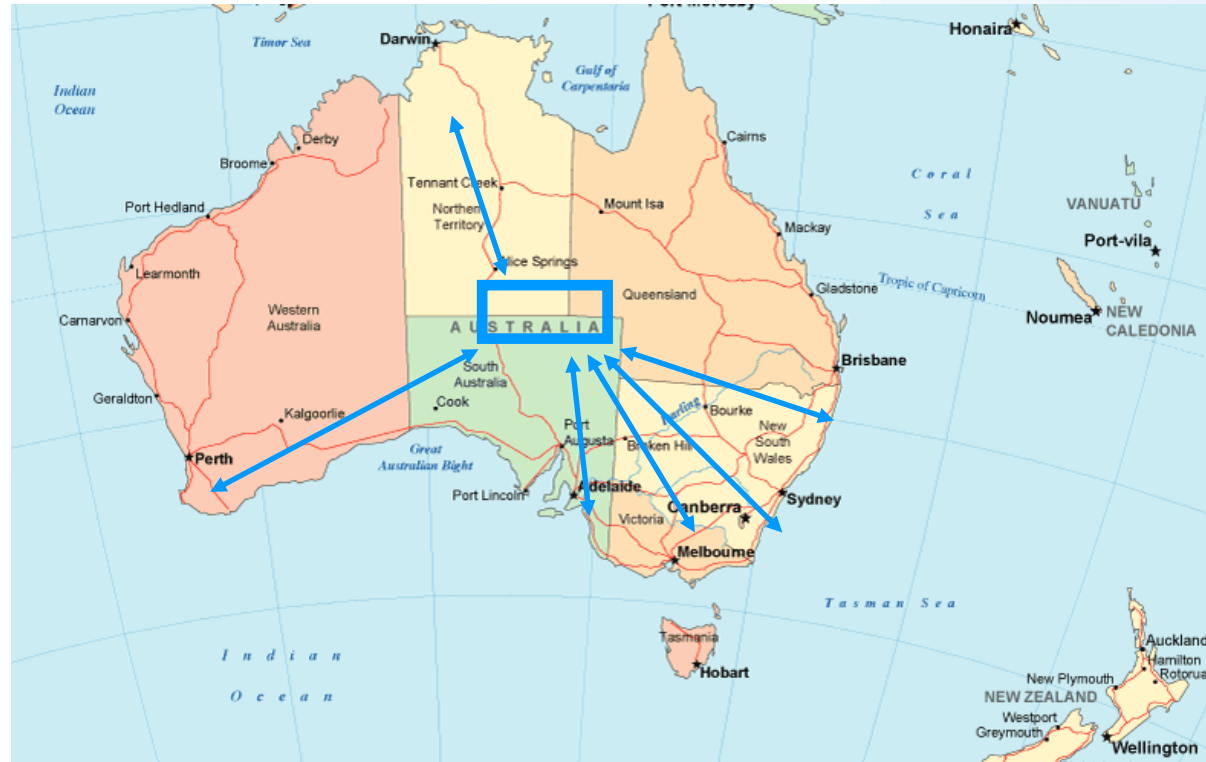 Port Moresby
Honaira
Timor Sea
Darwin
Gulf of
Carpentaria
Indian
Ocean
Derby
Broome
Cairns
Coral
Sea
Tennant Creek
Northern
Territory
Mount Isa
VANUATU
Port Hedland
Mackay
Port-vila
Alice Springs
Learmonth
Queensland
Gladstone
Tropic of Capricorn
Western
Australia
Carnarvon
Noumea
NEW
CALEDONIA
AUSTRALIA
Brisbane
South
Australia
Geraldton
Cook
Kalgoorlie
Darling
Bourke
New
South
Wales
Port
Augusta
Broken Hill
Perth
Great
Australian Bight
Port Lincoln
Adelaide
Sydney
Canberra
Victoria
Melbourne
Tasman Sea
Tasmania
Hobart
Indian
Ocean
Auckland
Hamilton
Rotorua
New Plymouth
NEW ZEALAND
Westport
Greymouth
Wellington